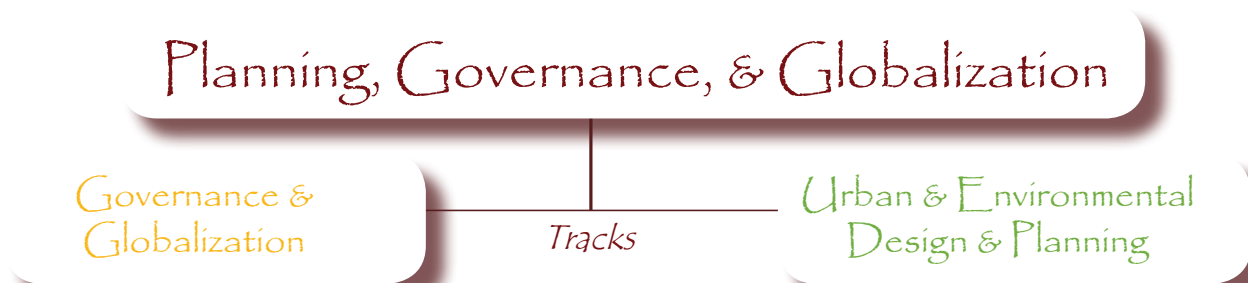 Planning, Governance, & Globalization
Governance &
Globalization
Tracks
Urban & Environmental
Design & Planning